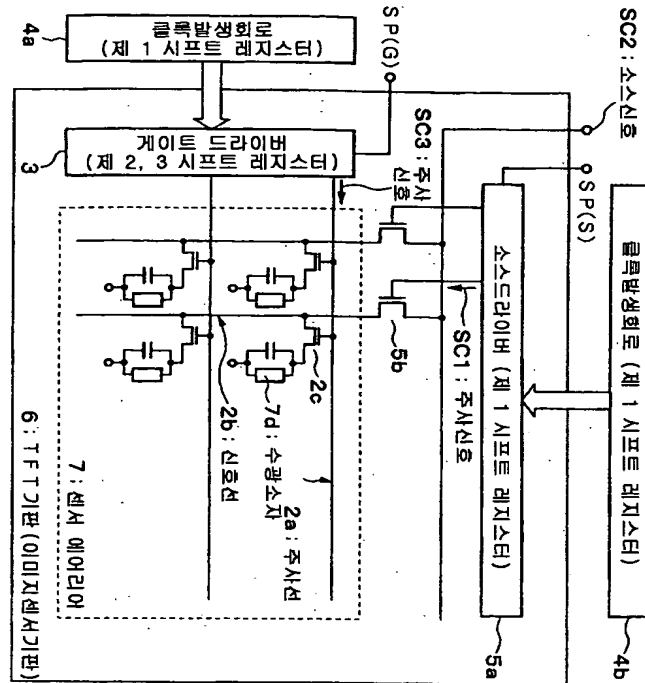 4a
클록발생회로
(제 1 시프트 레지스터)
S P(G)
3
게이트 드라이버
(제 2, 3 시프트 레지스터)
SC3 : 주사
신호
SC2 : 소스신호
S P(S)
클록발생회로 (제 1 시프트 레지스터)
4b
소스드라이버 (제 1 시프트 레지스터)
5a
SC1 : 주사신호
5b
2c
7d : 수광소자
2b : 신호선
2a : 주사선
7 : 센서 에어리어
6 : T F T 기판 (이미지센서기판)